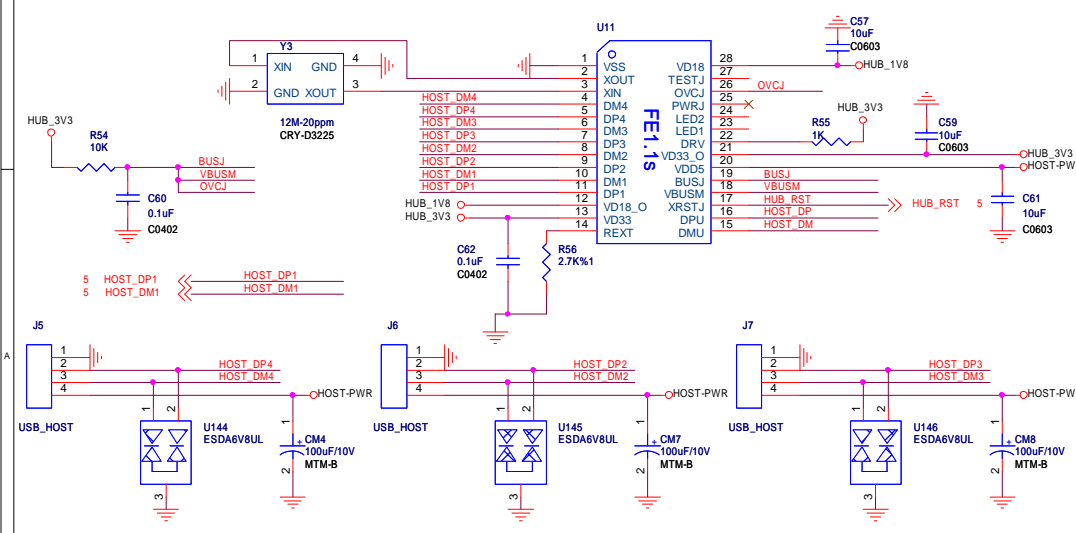 U11
C57
10uF
C0603
HUB_1V8
Y3
1 XIN GND 4
2 GND XOUT 3
12M-20ppm
CRY-D3225
1 VSS VD18 28
2 XOUT TESTJ 27
3 XIN OVCJ 26 OVCJ
HOST_DM4 4 DM4 PWRJ 25
HOST_DP4 5 DP4 LED2 24
HOST_DM3 6 DM3 LED1 23
HOST_DP3 7 DP3 DRV 22
HOST_DM2 8 DM2 VD33_O 21
HOST_DP2 9 DP2 VDD5 20
HOST_DM1 10 DM1 BUSJ 19 BUSJ
HOST_DP1 11 DP1 VBUSM 18 VBUSM
HUB_1V8 12 VD18_O XRSTJ 17 HUB_RST HUB_RST 5
HUB_3V3 13 VD33 DPU 16 HOST_DP
14 REXT DMU 15 HOST_DM
FE1.1s
HUB_3V3
R55
1K
C59
10uF
C0603
HUB_3V3
HOST-PW
C61
10uF
C0603
HUB_3V3
R54
10K
BUSJ
VBUSM
OVCJ
C60
0.1uF
C0402
C62
0.1uF
C0402
R56
2.7K%1
5 HOST_DP1 HOST_DP1
5 HOST_DM1 HOST_DM1
A
J5
1
2 HOST_DP4
3 HOST_DM4
4 HOST-PWR
USB_HOST
1 2
U144
ESDA6V8UL
3
1
+
CM4
100uF/10V
MTM-B
2
J6
1
2 HOST_DP2
3 HOST_DM2
4 HOST-PWR
USB_HOST
1 2
U145
ESDA6V8UL
3
1
+
CM7
100uF/10V
MTM-B
2
J7
1
2 HOST_DP3
3 HOST_DM3
4 HOST-PW
USB_HOST
1 2
U146
ESDA6V8UL
3
1
+
CM8
100uF/10V
MTM-B
2